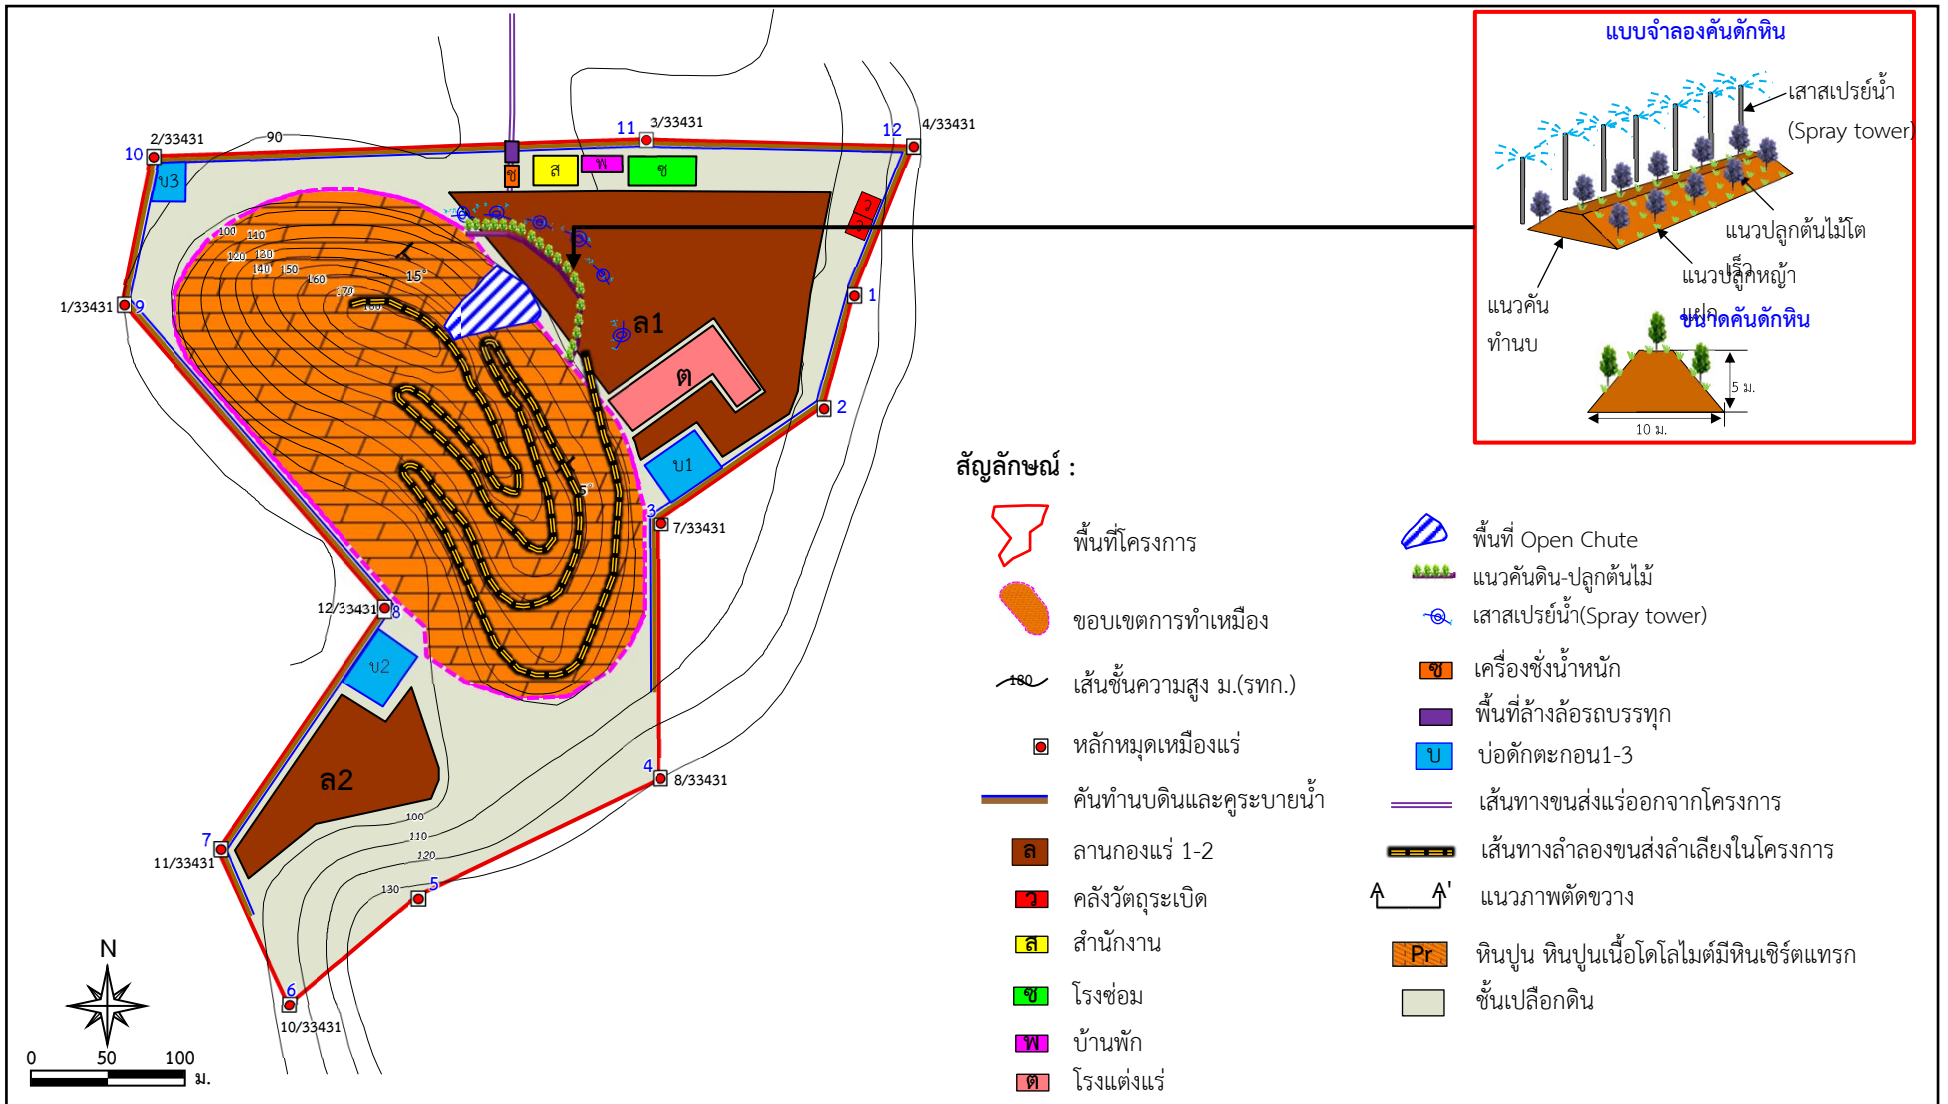 แบบจำลองคันดักหิน
เสาสเปรย์น้ำ
(Spray tower)
แนวปลูกต้นไม้โต
เร็ว
แนวปลูกหญ้า
แฝก
แนวคัน
ทำนบ
ขนาดคันดักหิน
5 ม.
10 ม.
10
2/33431
90
11
3/33431
12
4/33431
บ3
ช
ส
พ
ซ
ว
1/33431
9
100
110
120
130
140
150
160
170
180
15°
ล1
1
ต
2
บ1
5°
3
7/33431
12/33431
8
บ2
ล2
4
8/33431
7
11/33431
100
110
120
130
5
6
10/33431
N
0 50 100
ม.
สัญลักษณ์ :
พื้นที่โครงการ
ขอบเขตการทำเหมือง
180 เส้นชั้นความสูง ม.(รทก.)
หลักหมุดเหมืองแร่
คันทำนบดินและคูระบายน้ำ
ล ลานกองแร่ 1-2
ว คลังวัตถุระเบิด
ส สำนักงาน
ซ โรงซ่อม
พ บ้านพัก
ต โรงแต่งแร่
พื้นที่ Open Chute
แนวคันดิน-ปลูกต้นไม้
เสาสเปรย์น้ำ(Spray tower)
ช เครื่องชั่งน้ำหนัก
พื้นที่ล้างล้อรถบรรทุก
บ บ่อดักตะกอน1-3
เส้นทางขนส่งแร่ออกจากโครงการ
เส้นทางลำลองขนส่งลำเลียงในโครงการ
A A' แนวภาพตัดขวาง
Pr หินปูน หินปูนเนื้อโดโลไมต์มีหินเชิร์ตแทรก
ชั้นเปลือกดิน